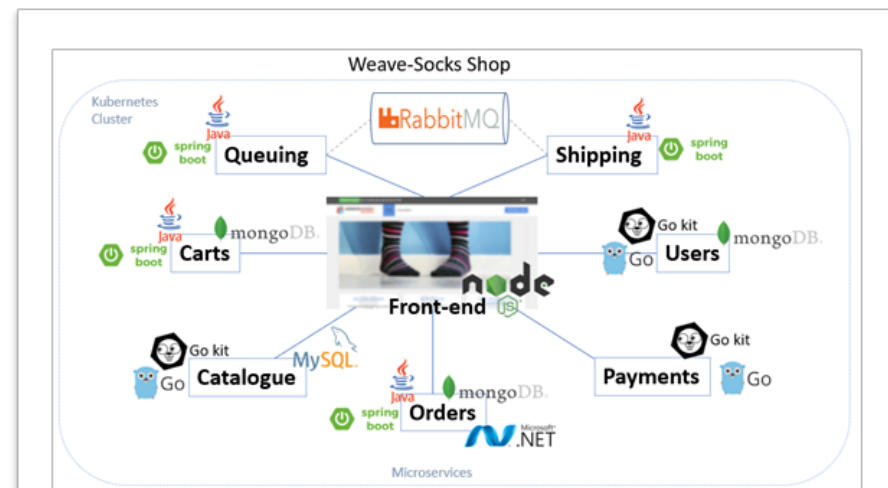 Weave-Socks Shop
Kubernetes
Cluster
Java
spring
boot
Queuing
RabbitMQ
Java
Shipping
spring
boot
Java
mongoDB.
spring
boot
Carts
Go kit
Go
Users
mongoDB.
node
JS
Front-end
Go kit
Go
Catalogue
MySQL.
Java
mongoDB.
spring
boot
Orders
Microsoft
.NET
Go kit
Payments
Go
Microservices